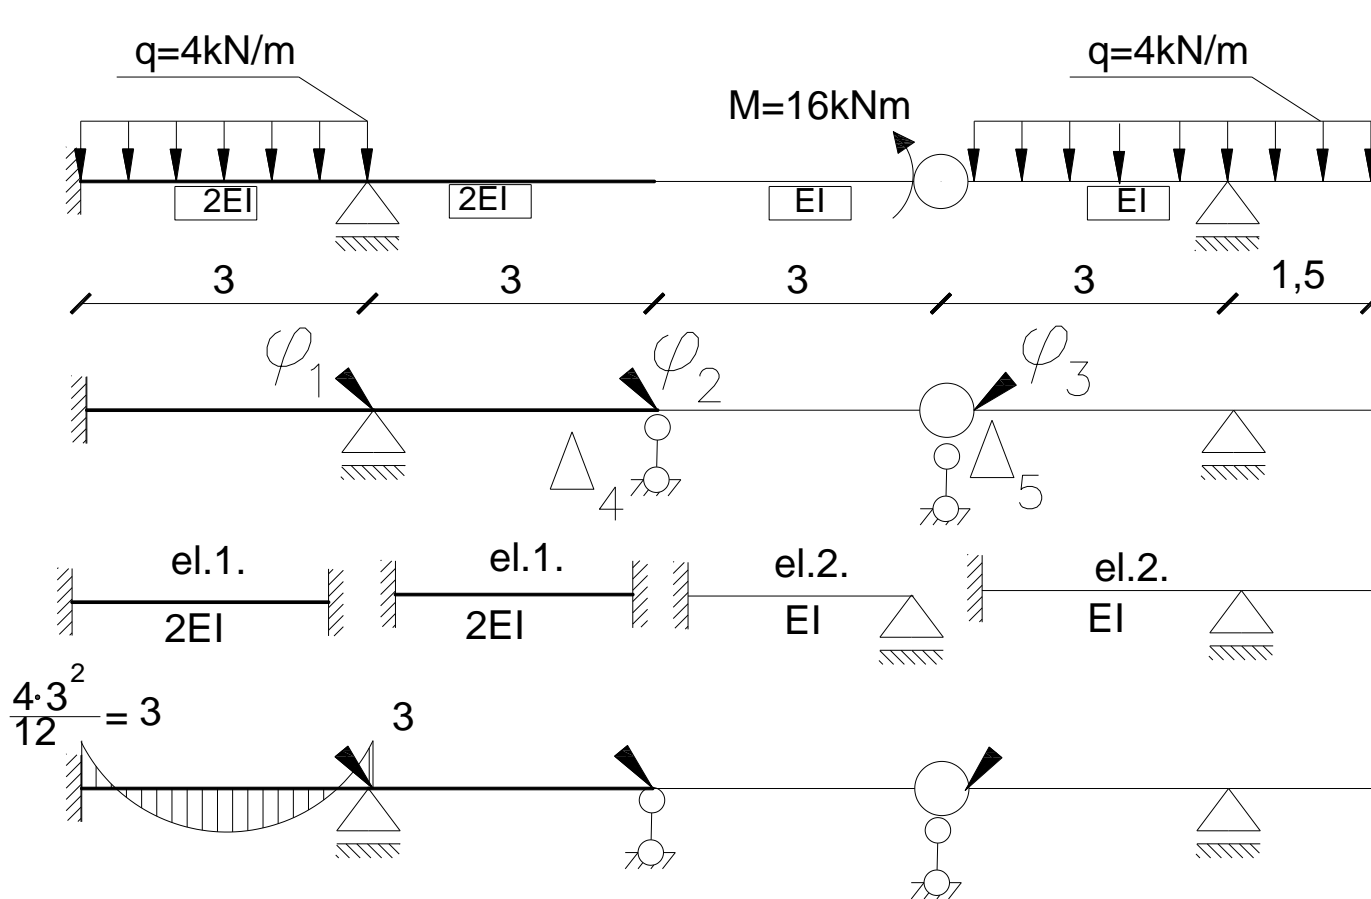 q=4kN/m q=4kN/m
M=16kNm
2EI 2EI EI EI
3 3 3 3 1,5
φ1 φ2 φ3
Δ4 Δ5
el.1. el.1. el.2. el.2.
2EI 2EI EI EI
4·3²/12 = 3 3